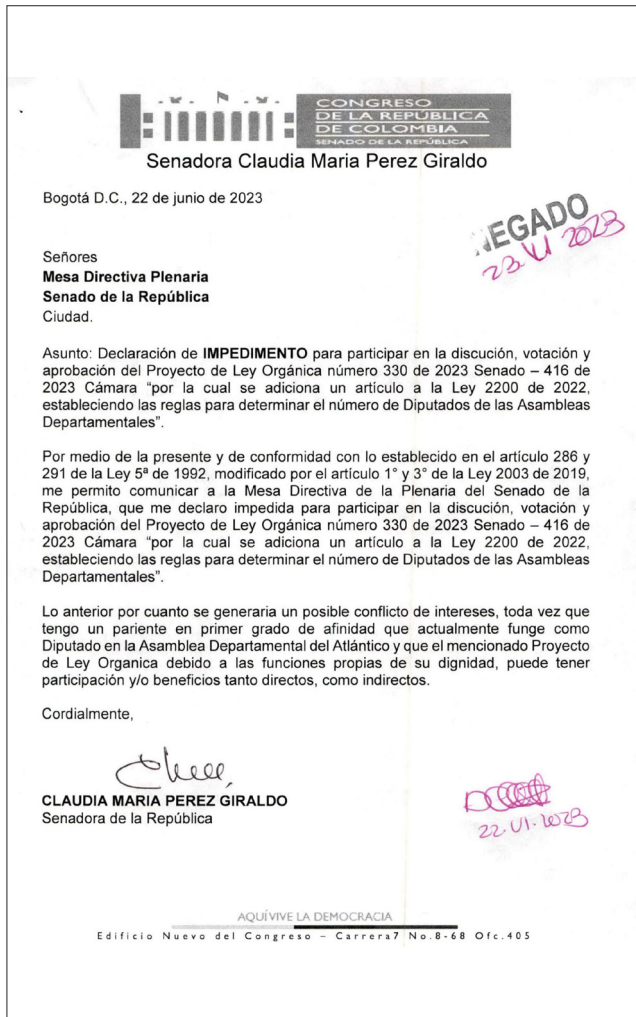 CONGRESO
DE LA REPÚBLICA
DE COLOMBIA
SENADO DE LA REPÚBLICA
Senadora Claudia Maria Perez Giraldo
Bogotá D.C., 22 de junio de 2023
NEGADO
23 VI 2023
Señores
Mesa Directiva Plenaria
Senado de la República
Ciudad.
Asunto: Declaración de IMPEDIMENTO para participar en la discución, votación y
aprobación del Proyecto de Ley Orgánica número 330 de 2023 Senado – 416 de
2023 Cámara “por la cual se adiciona un artículo a la Ley 2200 de 2022,
estableciendo las reglas para determinar el número de Diputados de las Asambleas
Departamentales”.
Por medio de la presente y de conformidad con lo establecido en el artículo 286 y
291 de la Ley 5ª de 1992, modificado por el artículo 1° y 3° de la Ley 2003 de 2019,
me permito comunicar a la Mesa Directiva de la Plenaria del Senado de la
República, que me declaro impedida para participar en la discución, votación y
aprobación del Proyecto de Ley Orgánica número 330 de 2023 Senado – 416 de
2023 Cámara “por la cual se adiciona un artículo a la Ley 2200 de 2022,
estableciendo las reglas para determinar el número de Diputados de las Asambleas
Departamentales”.
Lo anterior por cuanto se generaria un posible conflicto de intereses, toda vez que
tengo un pariente en primer grado de afinidad que actualmente funge como
Diputado en la Asamblea Departamental del Atlántico y que el mencionado Proyecto
de Ley Organica debido a las funciones propias de su dignidad, puede tener
participación y/o beneficios tanto directos, como indirectos.
Cordialmente,
CLAUDIA MARIA PEREZ GIRALDO
Senadora de la República
22.VI.2023
AQUÍVIVE LA DEMOCRACIA
Edificio Nuevo del Congreso – Carrera7 No.8-68 Ofc.405